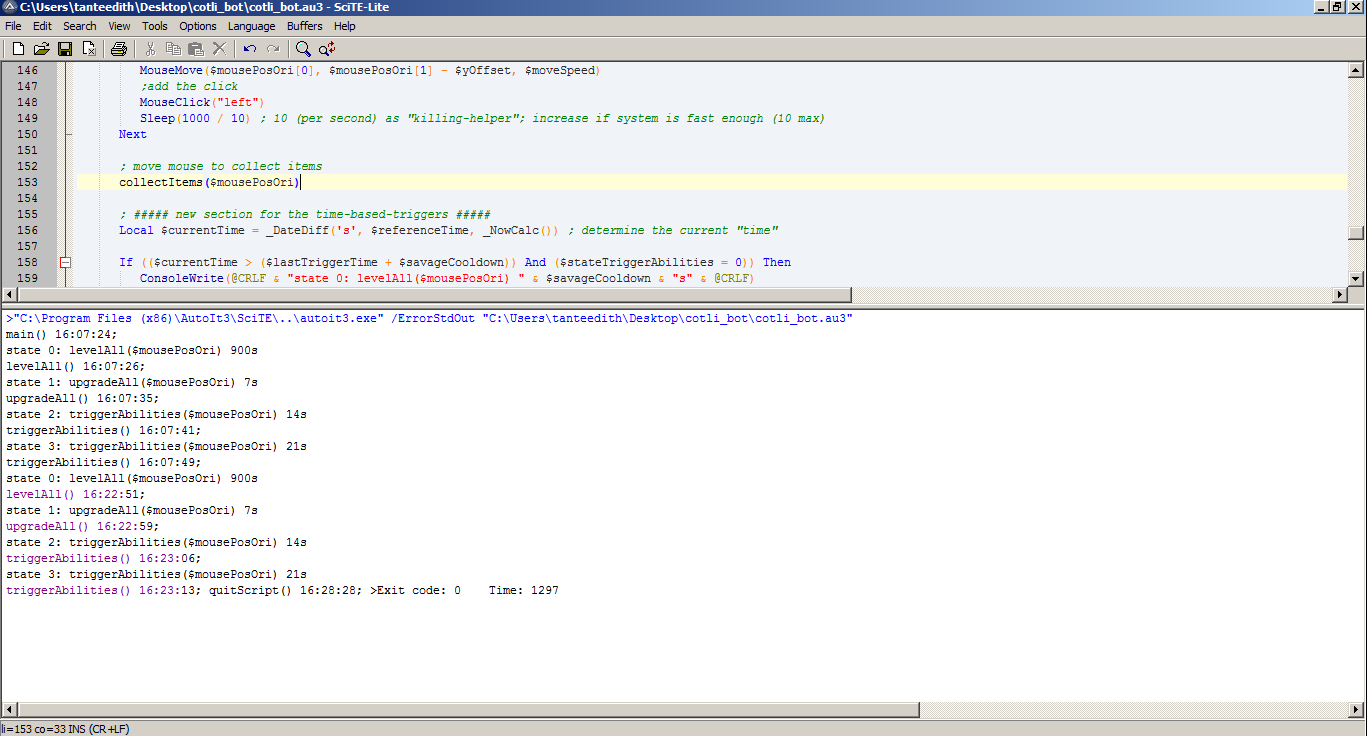 C:\Users\tanteedith\Desktop\cotli_bot\cotli_bot.au3 - SciTE-Lite
File Edit Search View Tools Options Language Buffers Help
146 MouseMove($mousePosOri[0], $mousePosOri[1] - $yOffset, $moveSpeed)
147 ;add the click
148 MouseClick("left")
149 Sleep(1000 / 10) ; 10 (per second) as "killing-helper"; increase if system is fast enough (10 max)
150 Next
151
152 ; move mouse to collect items
153 collectItems($mousePosOri)
154
155 ; ##### new section for the time-based-triggers #####
156 Local $currentTime = _DateDiff('s', $referenceTime, _NowCalc()) ; determine the current "time"
157
158 If (($currentTime > ($lastTriggerTime + $savageCooldown)) And ($stateTriggerAbilities = 0)) Then
159 ConsoleWrite(@CRLF & "state 0: levelAll($mousePosOri) " & $savageCooldown & "s" & @CRLF)
>"C:\Program Files (x86)\AutoIt3\SciTE\..\autoit3.exe" /ErrorStdOut "C:\Users\tanteedith\Desktop\cotli_bot\cotli_bot.au3"
main() 16:07:24;
state 0: levelAll($mousePosOri) 900s
levelAll() 16:07:26;
state 1: upgradeAll($mousePosOri) 7s
upgradeAll() 16:07:35;
state 2: triggerAbilities($mousePosOri) 14s
triggerAbilities() 16:07:41;
state 3: triggerAbilities($mousePosOri) 21s
triggerAbilities() 16:07:49;
state 0: levelAll($mousePosOri) 900s
levelAll() 16:22:51;
state 1: upgradeAll($mousePosOri) 7s
upgradeAll() 16:22:59;
state 2: triggerAbilities($mousePosOri) 14s
triggerAbilities() 16:23:06;
state 3: triggerAbilities($mousePosOri) 21s
triggerAbilities() 16:23:13; quitScript() 16:28:28; >Exit code: 0 Time: 1297
li=153 co=33 INS (CR+LF)